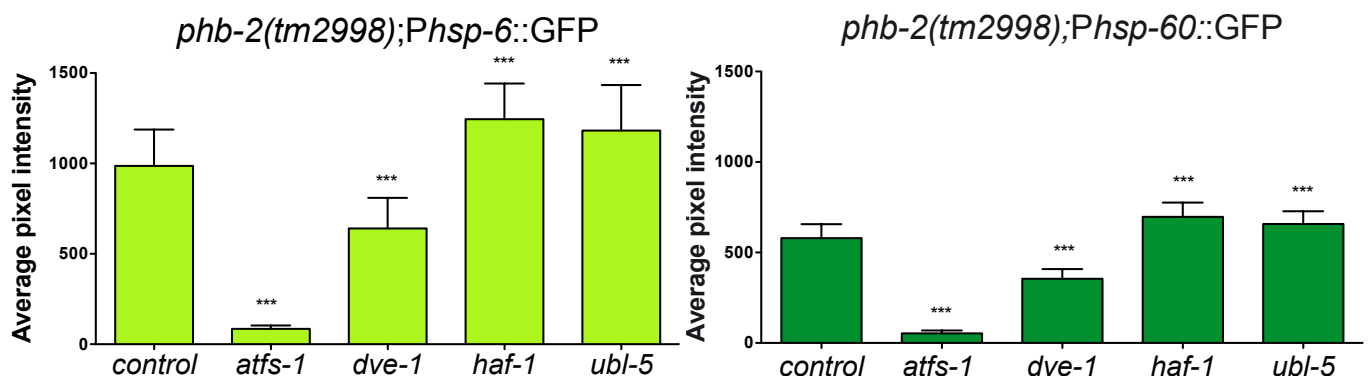 phb-2(tm2998);Phsp-6::GFP
Average pixel intensity
1500
1000
500
0
***
***
***
***
control atfs-1 dve-1 haf-1 ubl-5
phb-2(tm2998);Phsp-60::GFP
Average pixel intensity
1500
1000
500
0
***
***
***
***
control atfs-1 dve-1 haf-1 ubl-5